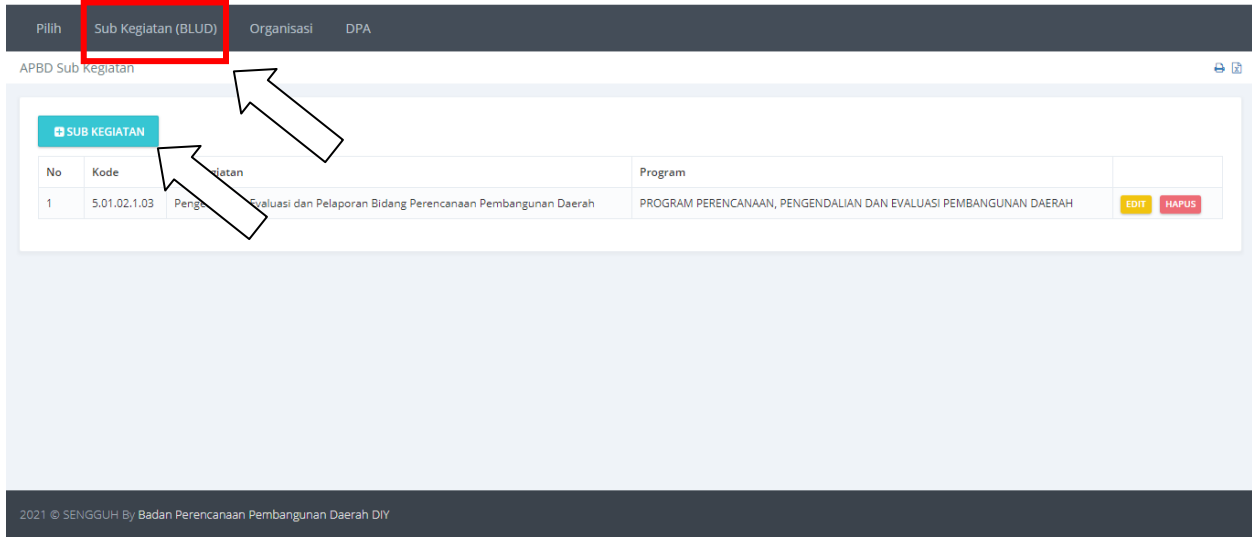 Pilih Sub Kegiatan (BLUD) Organisasi DPA
APBD Sub Kegiatan
SUB KEGIATAN
No Kode giatan Program
1 5.01.02.1.03 Penge Evaluasi dan Pelaporan Bidang Perencanaan Pembangunan Daerah PROGRAM PERENCANAAN, PENGENDALIAN DAN EVALUASI PEMBANGUNAN DAERAH EDIT HAPUS
2021 © SENGGUH By Badan Perencanaan Pembangunan Daerah DIY